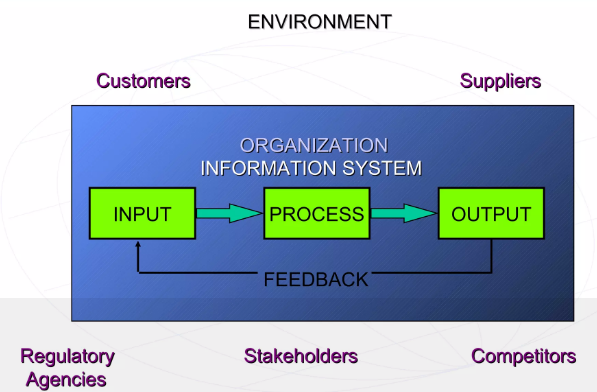 ENVIRONMENT
Customers
Suppliers
ORGANIZATION
INFORMATION SYSTEM
INPUT
PROCESS
OUTPUT
FEEDBACK
Regulatory
Agencies
Stakeholders
Competitors